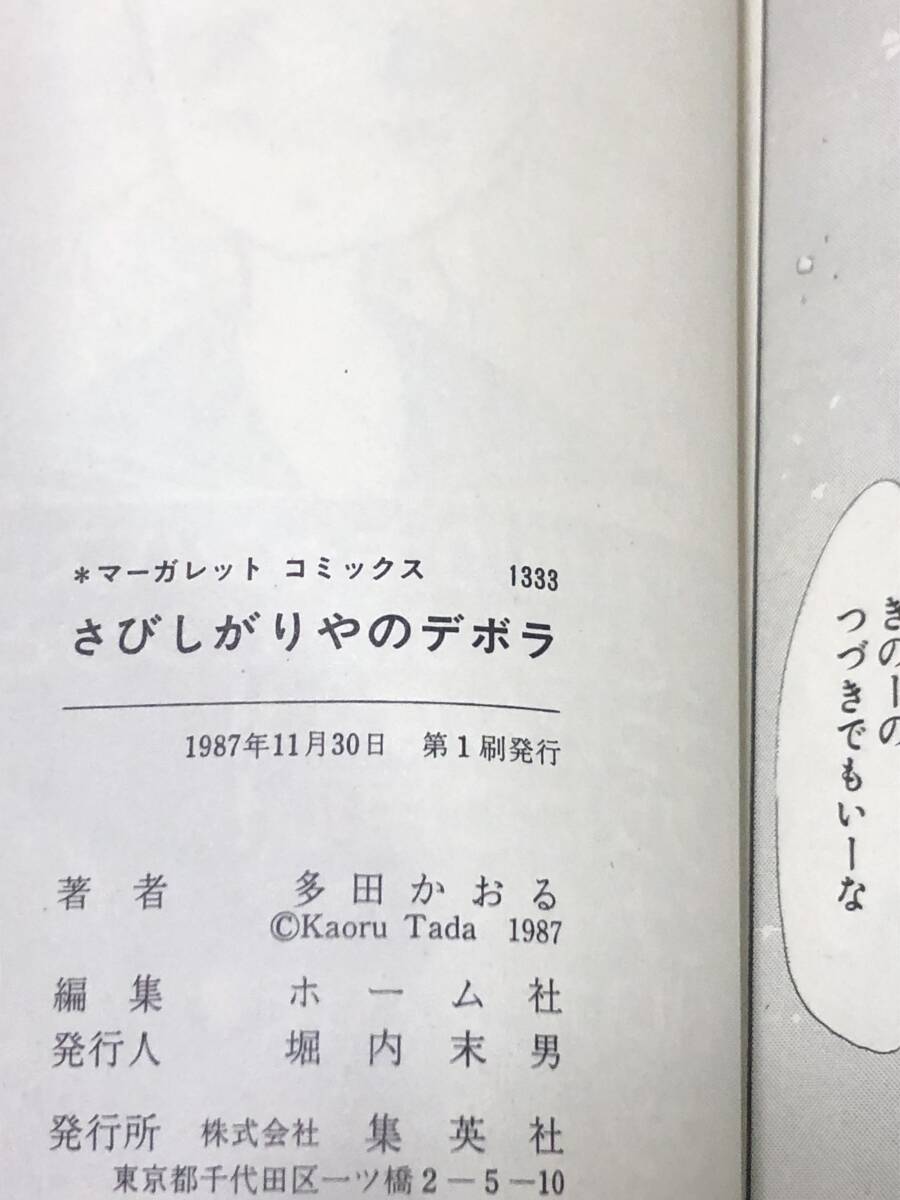 *マーガレット コミックス 1333
さびしがりやのデボラ
1987年11月30日 第1刷発行
著者 多田かおる
©Kaoru Tada 1987
編集 ホーム社
発行人 堀内末男
発行所 株式会社 集英社
東京都千代田区一ツ橋2-5-10
きのーの
つづきでもいーな